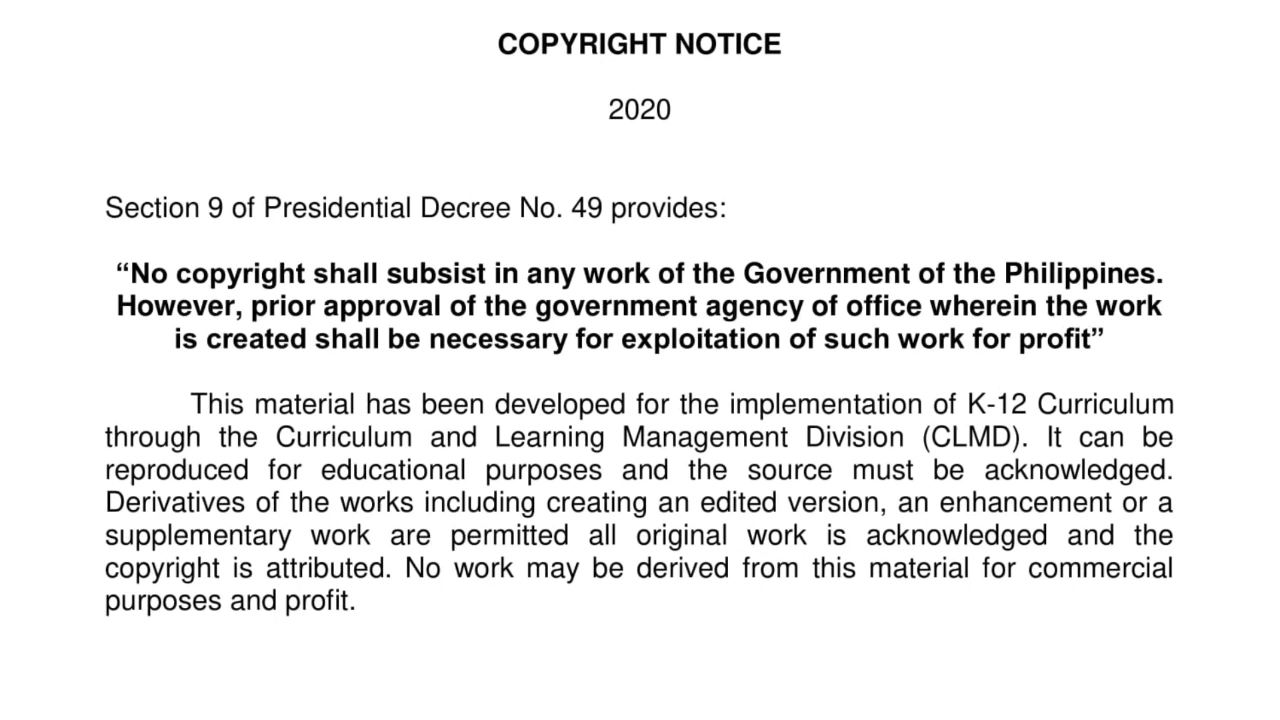 COPYRIGHT NOTICE
2020
Section 9 of Presidential Decree No. 49 provides:
“No copyright shall subsist in any work of the Government of the Philippines.
However, prior approval of the government agency of office wherein the work
is created shall be necessary for exploitation of such work for profit”
This material has been developed for the implementation of K-12 Curriculum
through the Curriculum and Learning Management Division (CLMD). It can be
reproduced for educational purposes and the source must be acknowledged.
Derivatives of the works including creating an edited version, an enhancement or a
supplementary work are permitted all original work is acknowledged and the
copyright is attributed. No work may be derived from this material for commercial
purposes and profit.